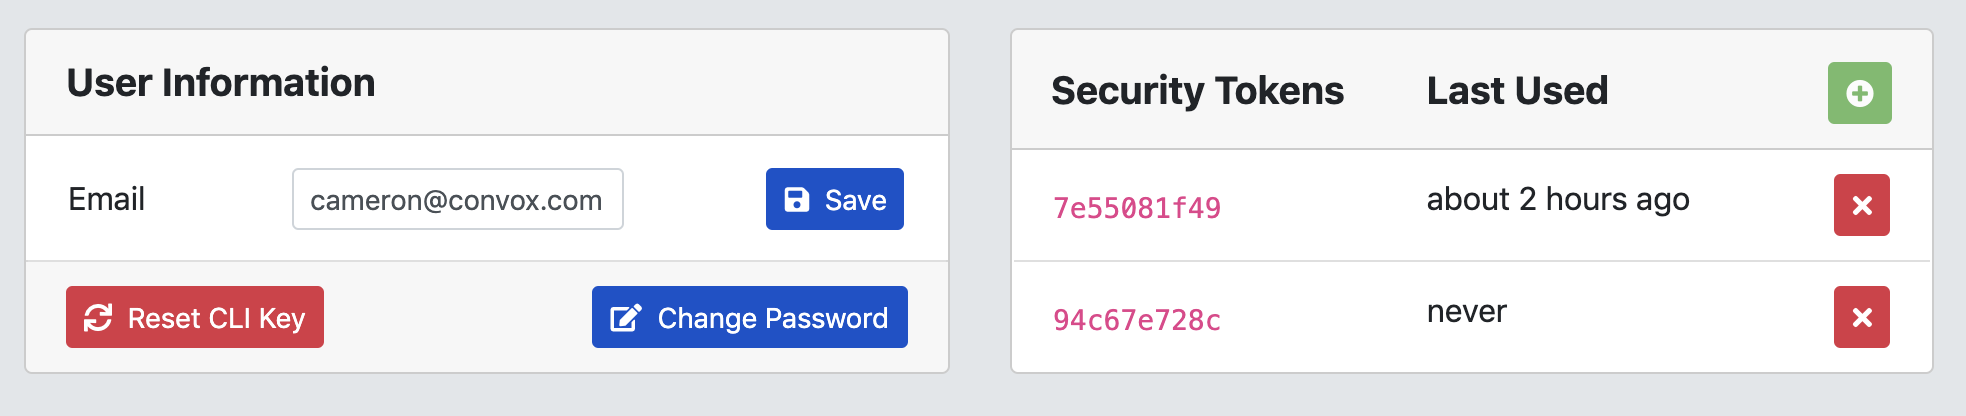 User Information
Email
cameron@convox.com
Save
Reset CLI Key
Change Password
Security Tokens
Last Used
7e55081f49
about 2 hours ago
94c67e728c
never